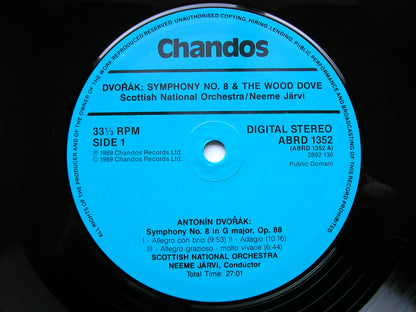 Chandos
DVOŘÁK: SYMPHONY NO. 8 & THE WOOD DOVE
Scottish National Orchestra/Neeme Järvi
33⅓ RPM
SIDE 1
℗ 1989 Chandos Records Ltd.
© 1989 Chandos Records Ltd.
DIGITAL STEREO
ABRD 1352
(ABRD 1352 A)
2892 130
Public Domain
ANTONÍN DVOŘÁK:
Symphony No. 8 in G major, Op. 88
I - Allegro con brio (9:53) II - Adagio (10:16)
III - Allegro grazioso - molto vivace (6:44)
SCOTTISH NATIONAL ORCHESTRA
NEEME JÄRVI, Conductor
Total Time: 27:01
ALL RIGHTS OF THE PRODUCER AND OF THE OWNER OF THE WORK REPRODUCED RESERVED. UNAUTHORISED COPYING, HIRING, LENDING, PUBLIC PERFORMANCE AND BROADCASTING OF THIS RECORD PROHIBITED